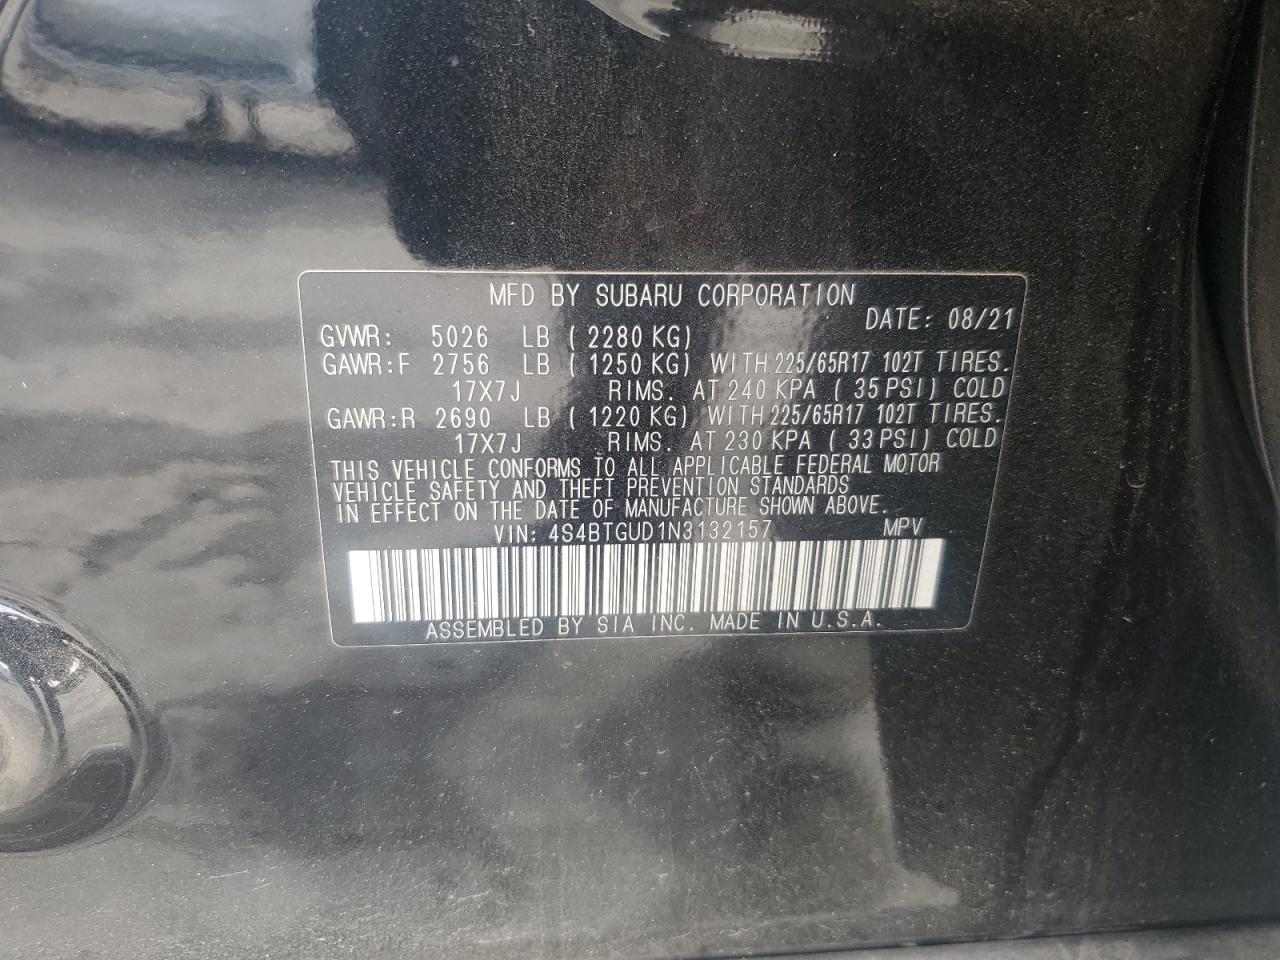 MFD BY SUBARU CORPORATION
DATE: 08/21
GVWR: 5026 LB ( 2280 KG)
GAWR:F 2756 LB ( 1250 KG) WITH 225/65R17 102T TIRES.
17X7J RIMS. AT 240 KPA ( 35 PSI) COLD
GAWR:R 2690 LB ( 1220 KG) WITH 225/65R17 102T TIRES.
17X7J RIMS. AT 230 KPA ( 33 PSI) COLD
THIS VEHICLE CONFORMS TO ALL APPLICABLE FEDERAL MOTOR
VEHICLE SAFETY AND THEFT PREVENTION STANDARDS
IN EFFECT ON THE DATE OF MANUFACTURE SHOWN ABOVE.
VIN: 4S4BTGUD1N3132157 MPV
ASSEMBLED BY SIA INC. MADE IN U.S.A.